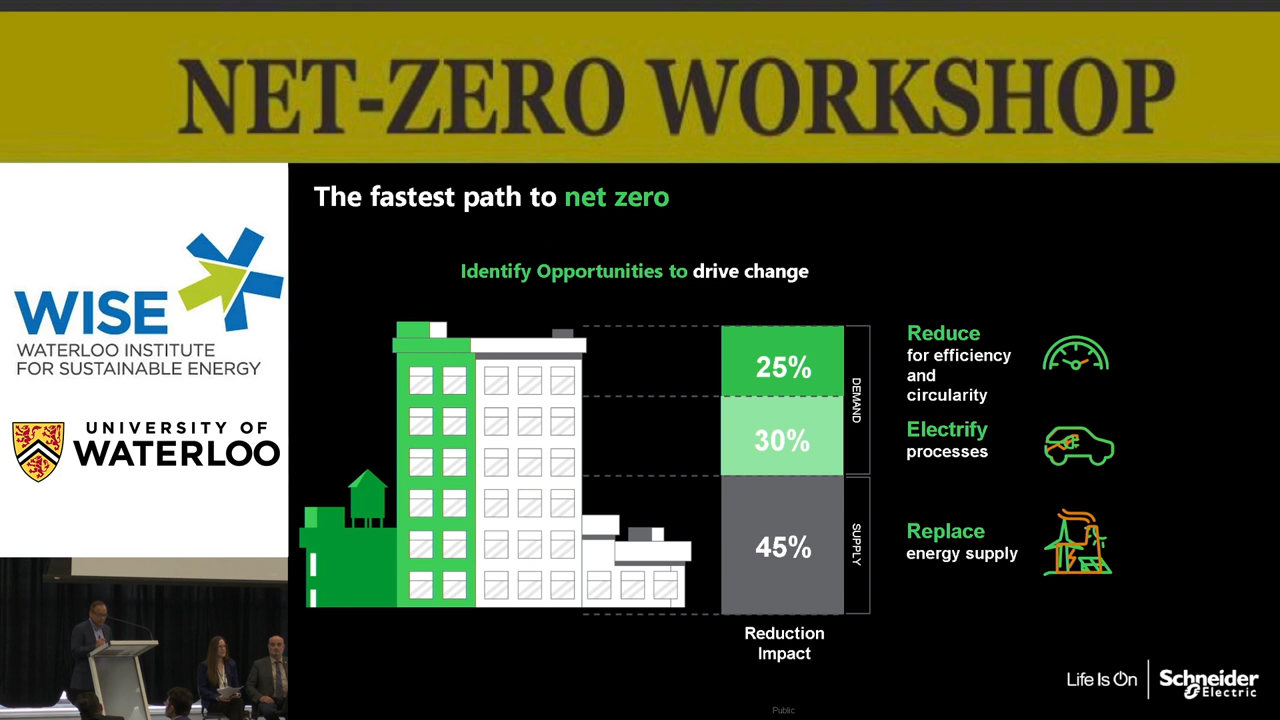 NET-ZERO WORKSHOP
WISE
WATERLOO INSTITUTE
FOR SUSTAINABLE ENERGY
UNIVERSITY OF
WATERLOO
The fastest path to net zero
Identify Opportunities to drive change
25%
30%
45%
DEMAND
SUPPLY
Reduction
Impact
Reduce
for efficiency
and
circularity
Electrify
processes
Replace
energy supply
Life Is On
Schneider
Electric
Public